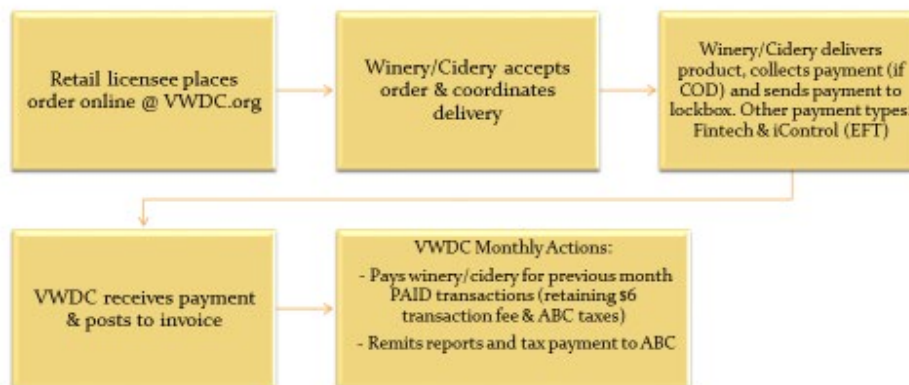 Retail licensee places
order online @ VWDC.org
Winery/Cidery accepts
order & coordinates
delivery
Winery/Cidery delivers
product, collects payment (if
COD) and sends payment to
lockbox. Other payment types:
Fintech & iControl (EFT)
VWDC receives payment
& posts to invoice
VWDC Monthly Actions:
- Pays winery/cidery for previous month
PAID transactions (retaining $6
transaction fee & ABC taxes)
- Remits reports and tax payment to ABC